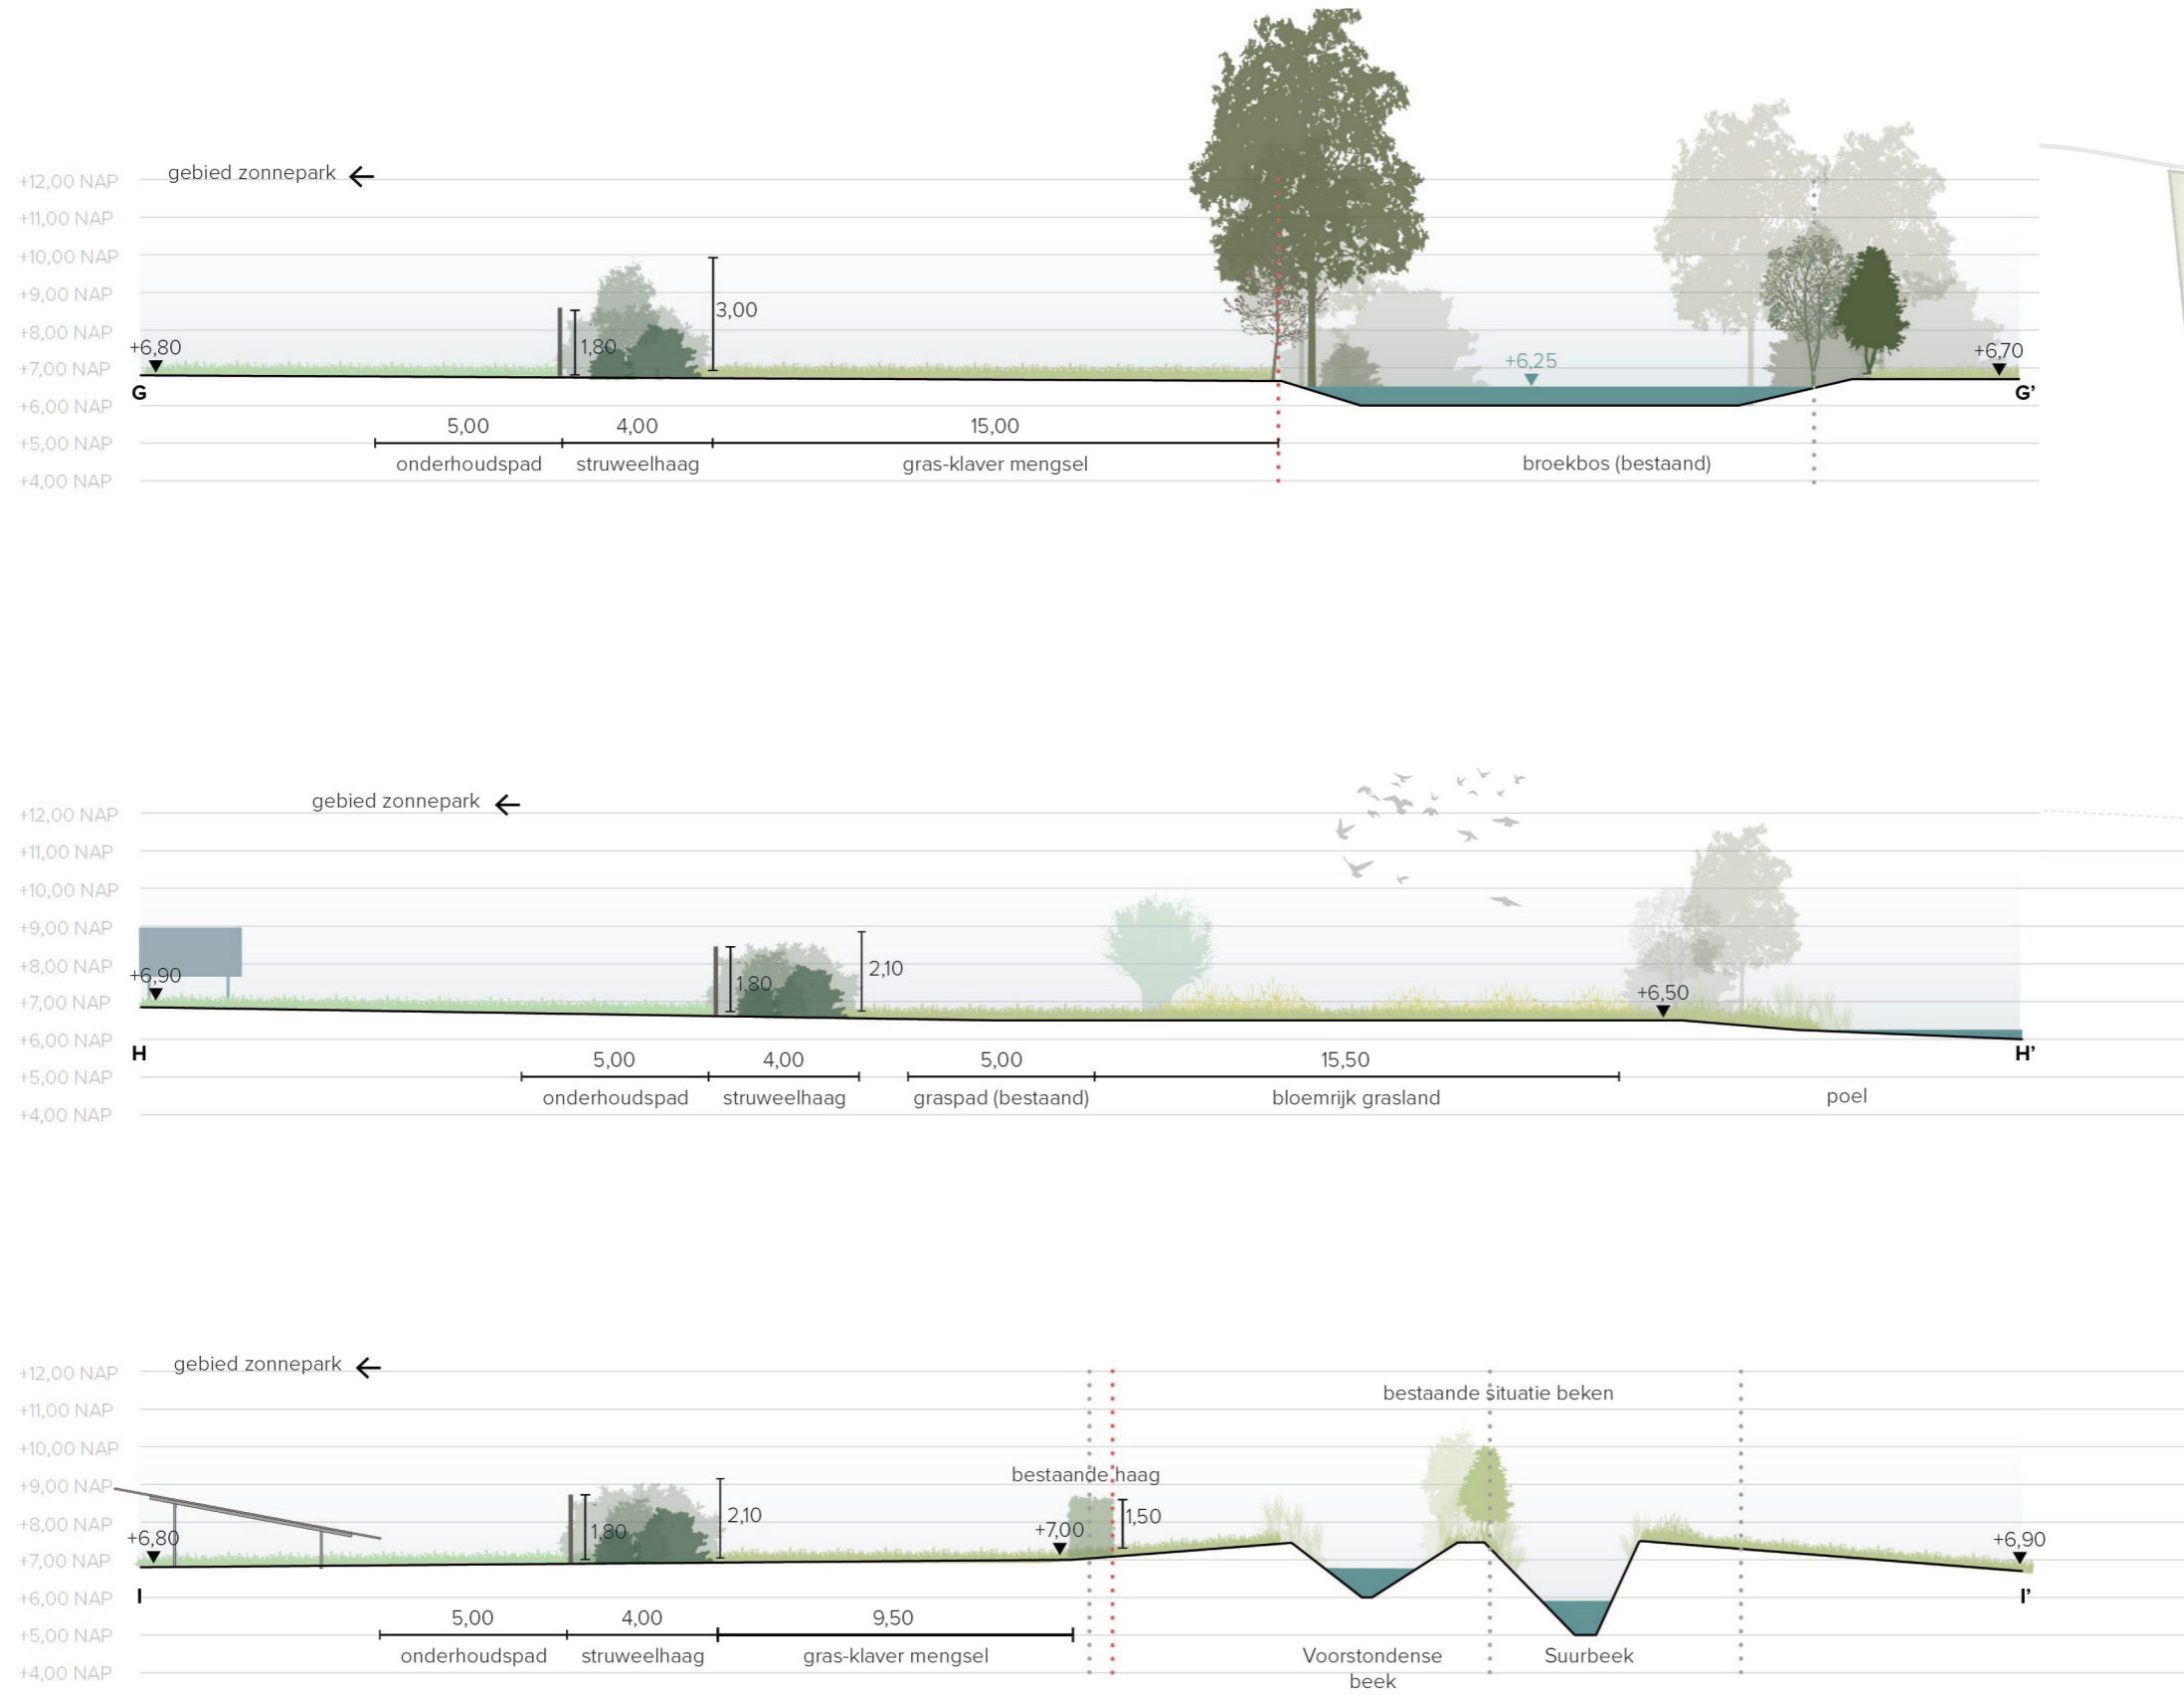 gebied zonnepark
+12,00 NAP
+11,00 NAP
+10,00 NAP
+9,00 NAP
3,00
+8,00 NAP
1,80
+6,80
+7,00 NAP
+6,25
+6,70
G
G’
+6,00 NAP
5,00 4,00 15,00
+5,00 NAP
onderhoudspad struweelhaag gras-klaver mengsel broekbos (bestaand)
+4,00 NAP
gebied zonnepark
+12,00 NAP
+11,00 NAP
+10,00 NAP
+9,00 NAP
+8,00 NAP
2,10
+6,90
1,80
+6,50
+7,00 NAP
+6,00 NAP
H
H’
5,00 4,00 5,00 15,50
+5,00 NAP
onderhoudspad struweelhaag graspad (bestaand) bloemrijk grasland poel
+4,00 NAP
gebied zonnepark
+12,00 NAP
bestaande situatie beken
+11,00 NAP
+10,00 NAP
bestaande haag
+9,00 NAP
2,10
1,50
+8,00 NAP
1,80
+7,00
+6,80
+6,90
+7,00 NAP
I
I’
+6,00 NAP
5,00 4,00 9,50
+5,00 NAP
onderhoudspad struweelhaag gras-klaver mengsel Voorstondense Suurbeek
beek
+4,00 NAP